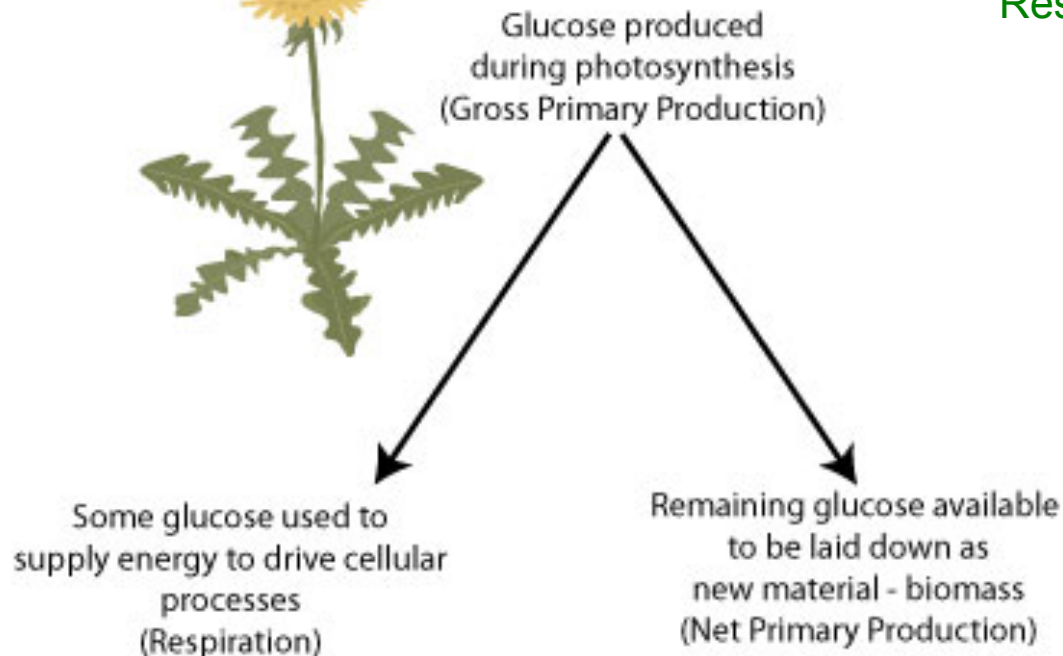 Glucose produced
during photosynthesis
(Gross Primary Production)
Some glucose used to
supply energy to drive cellular
processes
(Respiration)
Remaining glucose available
to be laid down as
new material - biomass
(Net Primary Production)